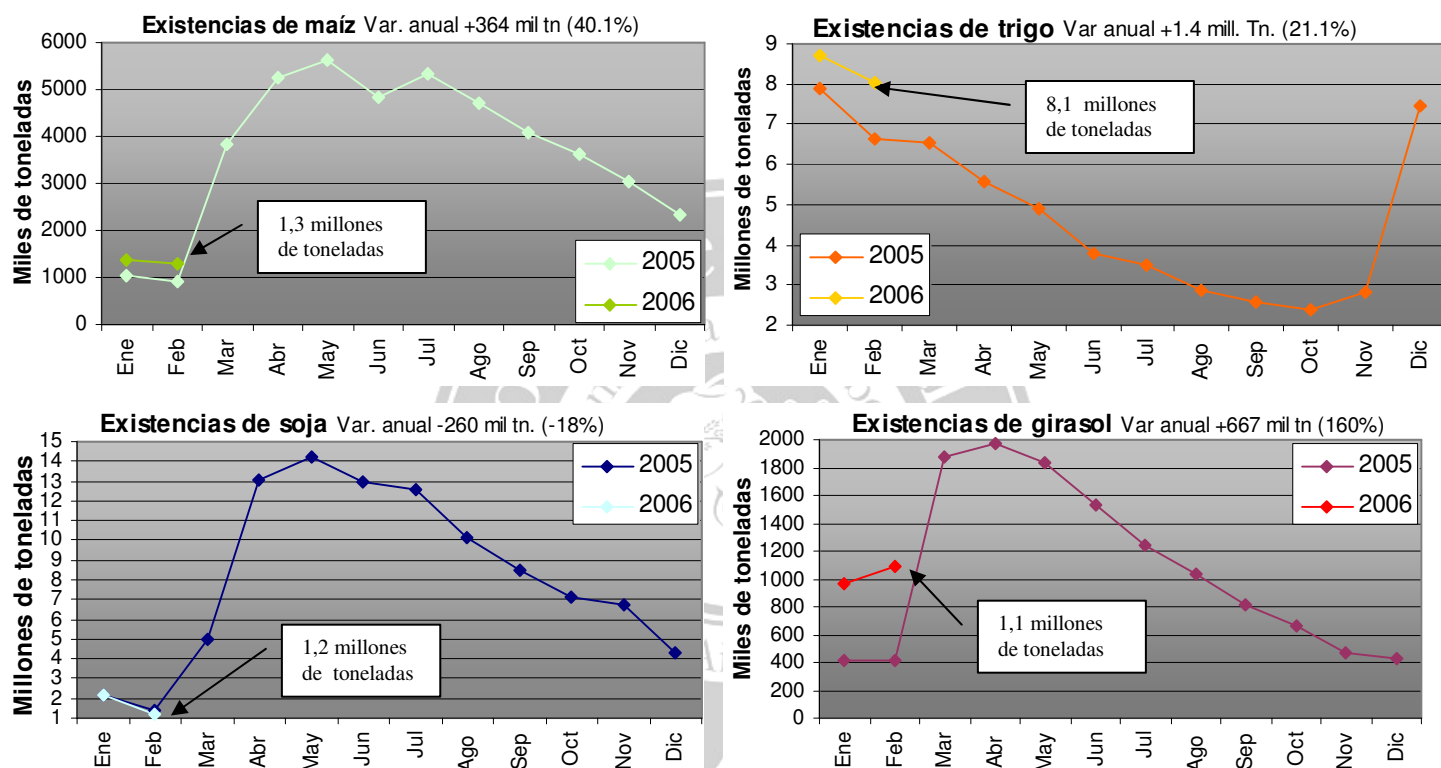 Existencias de maíz Var. anual +364 mil tn (40.1%)
Miles de toneladas
6000
5000
4000
3000
2000
1000
0
1,3 millones
de toneladas
2005
2006
Ene Feb Mar Abr May Jun Jul Ago Sep Oct Nov Dic
Existencias de trigo Var anual +1.4 mill. Tn. (21.1%)
Millones de toneladas
9
8
7
6
5
4
3
2
8,1 millones
de toneladas
2005
2006
Ene Feb Mar Abr May Jun Jul Ago Sep Oct Nov Dic
Existencias de soja Var. anual -260 mil tn. (-18%)
Millones de toneladas
15
14
13
12
11
10
9
8
7
6
5
4
3
2
1
2005
2006
1,2 millones
de toneladas
Ene Feb Mar Abr May Jun Jul Ago Sep Oct Nov Dic
Existencias de girasol Var anual +667 mil tn (160%)
Miles de toneladas
2000
1800
1600
1400
1200
1000
800
600
400
200
0
2005
2006
1,1 millones
de toneladas
Ene Feb Mar Abr May Jun Jul Ago Sep Oct Nov Dic